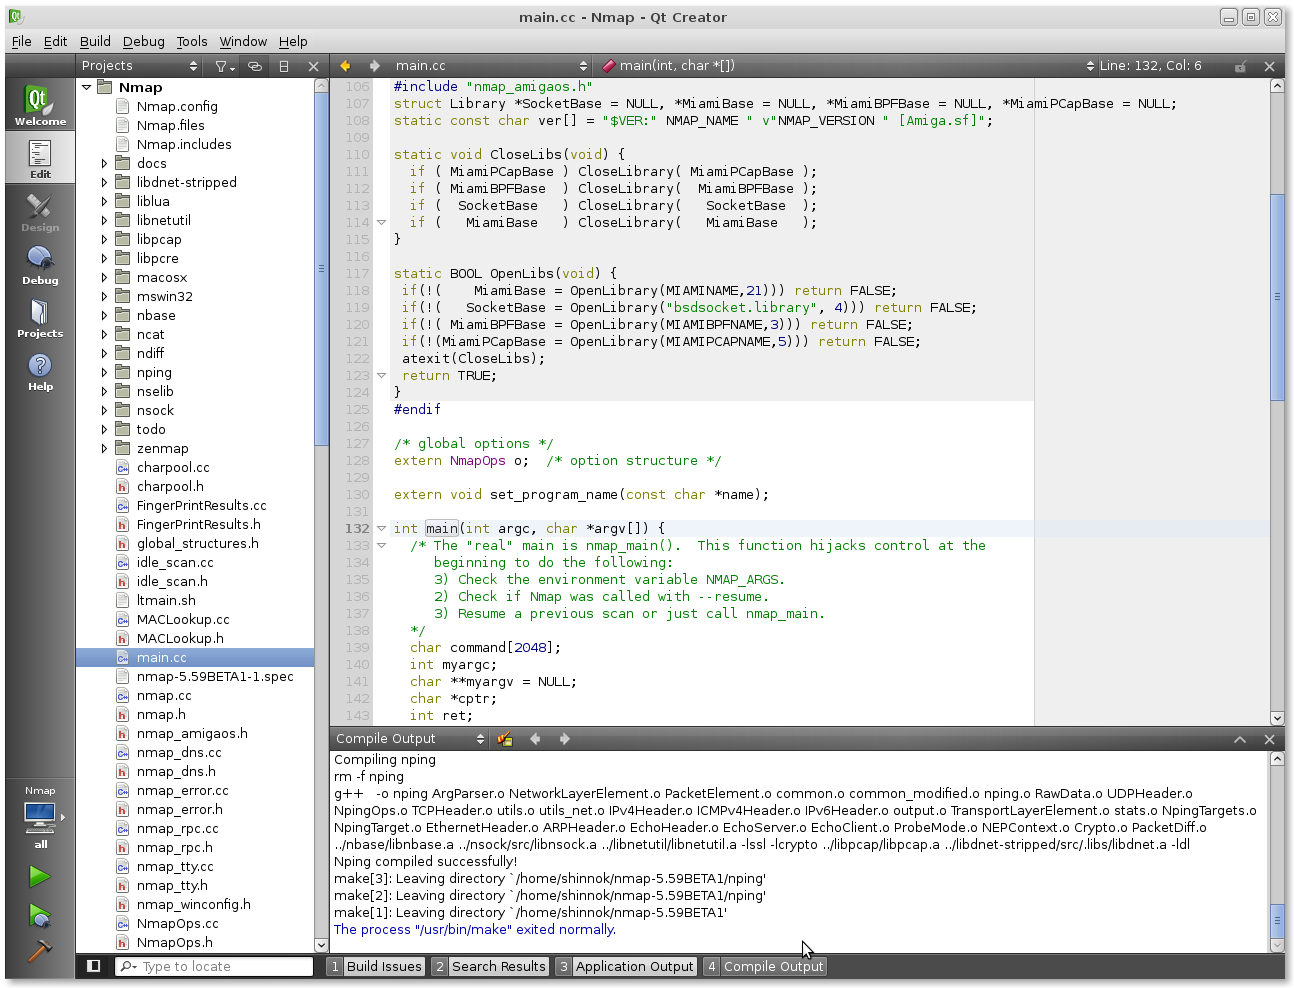 main.cc - Nmap - Qt Creator
File Edit Build Debug Tools Window Help
Projects
main.cc
main(int, char *[])
Line: 132, Col: 6
Qt
Welcome
Edit
Design
Debug
Projects
Help
Nmap
all
Nmap
Nmap.config
Nmap.files
Nmap.includes
docs
libdnet-stripped
liblua
libnetutil
libpcap
libpcre
macosx
mswin32
nbase
ncat
ndiff
nping
nselib
nsock
todo
zenmap
charpool.cc
charpool.h
FingerPrintResults.cc
FingerPrintResults.h
global_structures.h
idle_scan.cc
idle_scan.h
ltmain.sh
MACLookup.cc
MACLookup.h
main.cc
nmap-5.59BETA1-1.spec
nmap.cc
nmap.h
nmap_amigaos.h
nmap_dns.cc
nmap_dns.h
nmap_error.cc
nmap_error.h
nmap_rpc.cc
nmap_rpc.h
nmap_tty.cc
nmap_tty.h
nmap_winconfig.h
NmapOps.cc
NmapOps.h
106 #include "nmap_amigaos.h"
107 struct Library *SocketBase = NULL, *MiamiBase = NULL, *MiamiBPFBase = NULL, *MiamiPCapBase = NULL;
108 static const char ver[] = "$VER:" NMAP_NAME " v"NMAP_VERSION " [Amiga.sf]";
109
110 static void CloseLibs(void) {
111   if ( MiamiPCapBase ) CloseLibrary( MiamiPCapBase );
112   if ( MiamiBPFBase  ) CloseLibrary(  MiamiBPFBase );
113   if (  SocketBase   ) CloseLibrary(   SocketBase  );
114   if (   MiamiBase   ) CloseLibrary(   MiamiBase   );
115 }
116
117 static BOOL OpenLibs(void) {
118  if(!(    MiamiBase = OpenLibrary(MIAMINAME,21))) return FALSE;
119  if(!(   SocketBase = OpenLibrary("bsdsocket.library", 4))) return FALSE;
120  if(!( MiamiBPFBase = OpenLibrary(MIAMIBPFNAME,3))) return FALSE;
121  if(!(MiamiPCapBase = OpenLibrary(MIAMIPCAPNAME,5))) return FALSE;
122  atexit(CloseLibs);
123  return TRUE;
124 }
125 #endif
126
127 /* global options */
128 extern NmapOps o;  /* option structure */
129
130 extern void set_program_name(const char *name);
131
132 int main(int argc, char *argv[]) {
133   /* The "real" main is nmap_main().  This function hijacks control at the
134      beginning to do the following:
135      3) Check the environment variable NMAP_ARGS.
136      2) Check if Nmap was called with --resume.
137      3) Resume a previous scan or just call nmap_main.
138   */
139   char command[2048];
140   int myargc;
141   char **myargv = NULL;
142   char *cptr;
143   int ret;
Compile Output
Compiling nping
rm -f nping
g++   -o nping ArgParser.o NetworkLayerElement.o PacketElement.o common.o common_modified.o nping.o RawData.o UDPHeader.o
NpingOps.o TCPHeader.o utils.o utils_net.o IPv4Header.o ICMPv4Header.o IPv6Header.o output.o TransportLayerElement.o stats.o NpingTargets.o
NpingTarget.o EthernetHeader.o ARPHeader.o EchoHeader.o EchoServer.o EchoClient.o ProbeMode.o NEPContext.o Crypto.o PacketDiff.o
../nbase/libnbase.a ../nsock/src/libnsock.a ../libnetutil/libnetutil.a -lssl -lcrypto ../libpcap/libpcap.a ../libdnet-stripped/src/.libs/libdnet.a -ldl
Nping compiled successfully!
make[3]: Leaving directory `/home/shinnok/nmap-5.59BETA1/nping'
make[2]: Leaving directory `/home/shinnok/nmap-5.59BETA1/nping'
make[1]: Leaving directory `/home/shinnok/nmap-5.59BETA1'
The process "/usr/bin/make" exited normally.
Type to locate
1 Build Issues 2 Search Results 3 Application Output 4 Compile Output